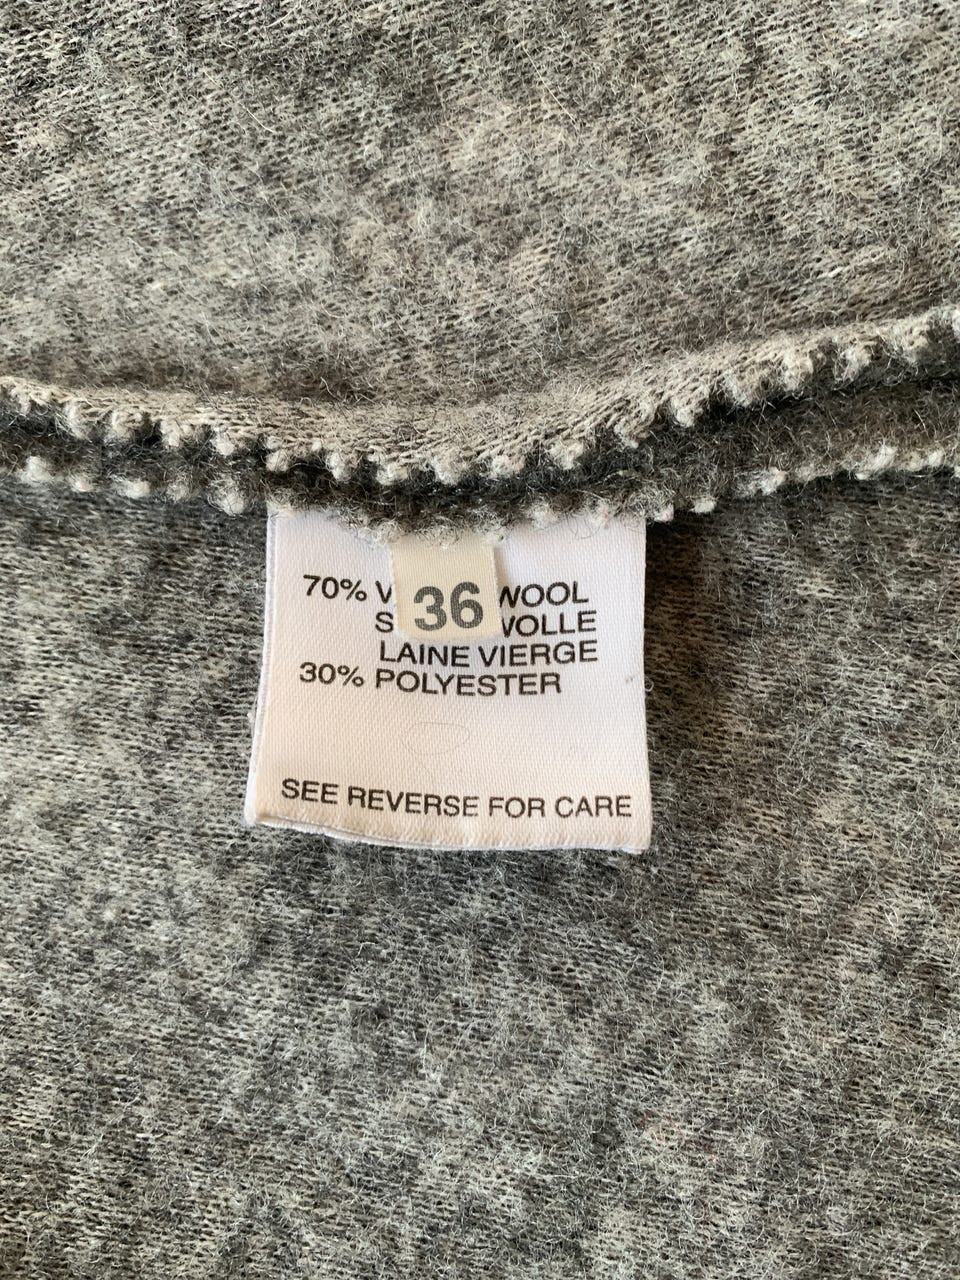 36
70% V WOOL
S WOLLE
LAINE VIERGE
30% POLYESTER
SEE REVERSE FOR CARE